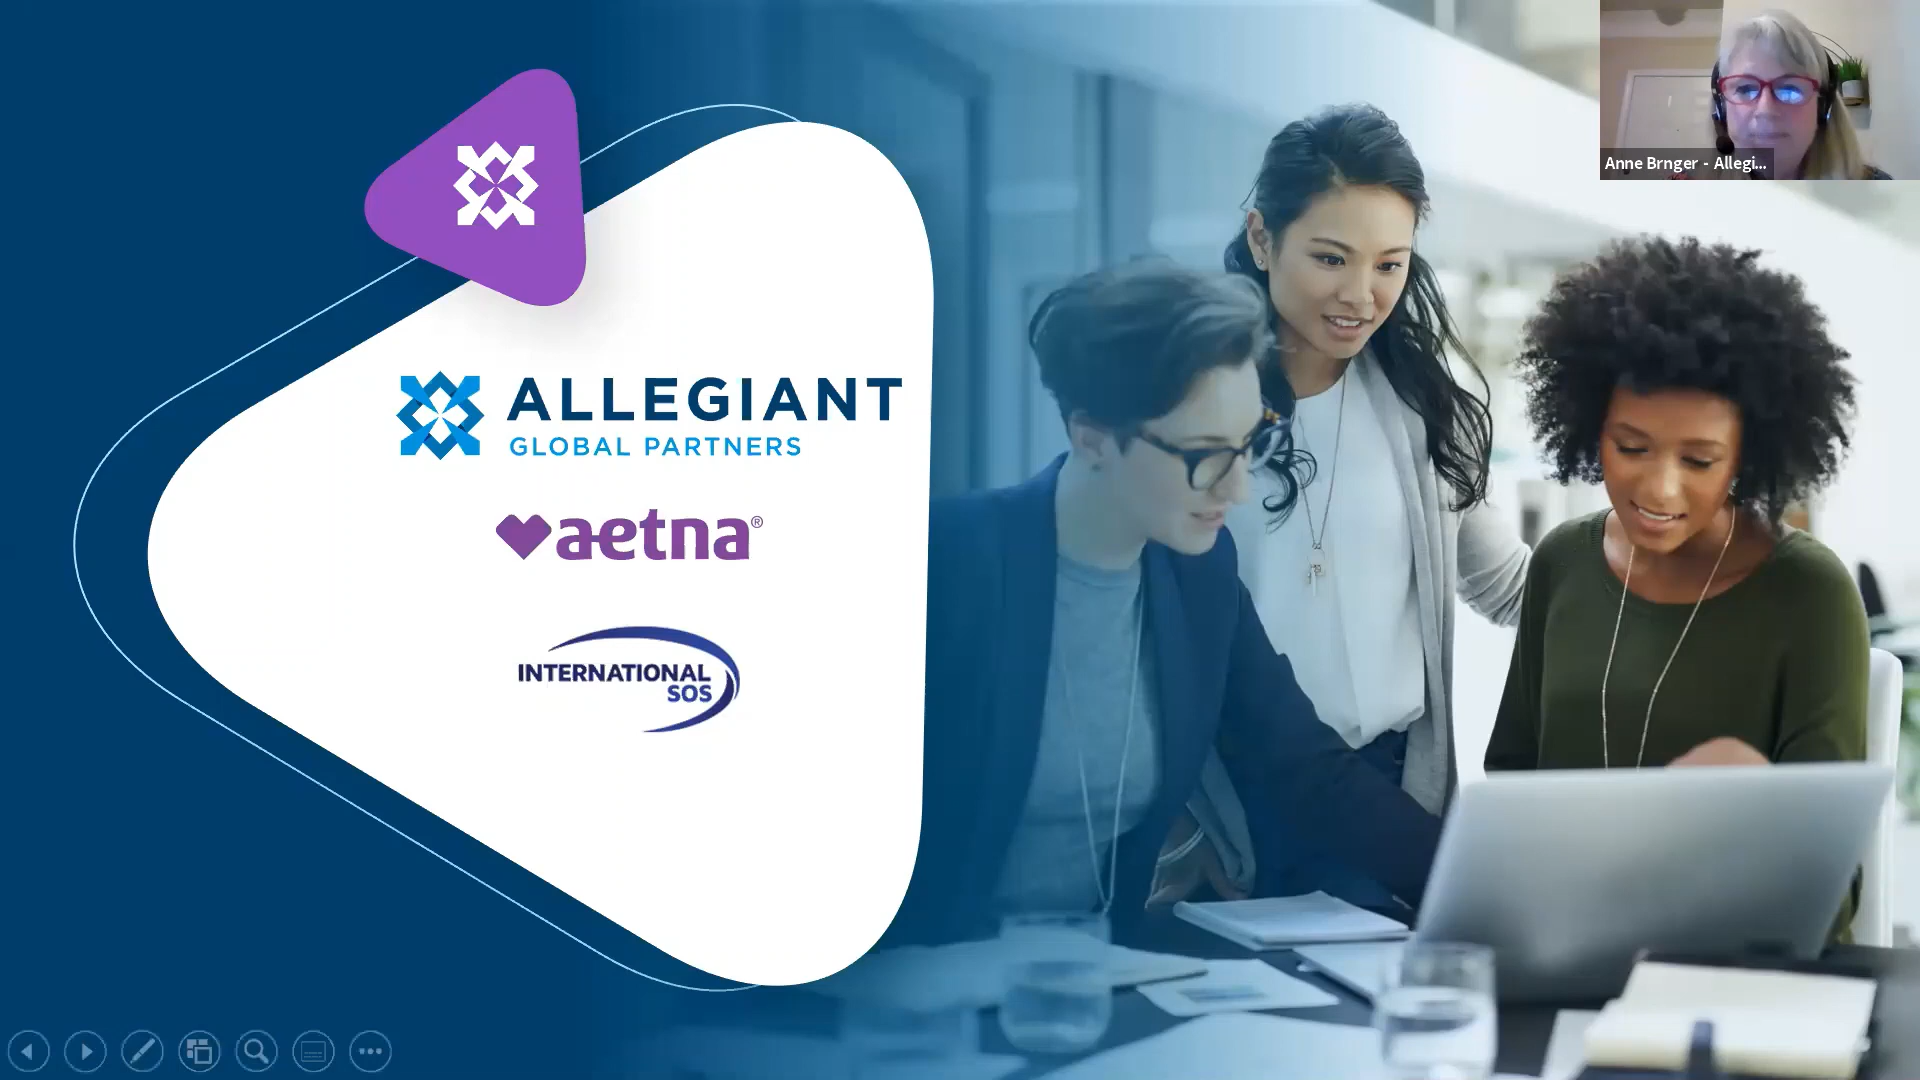 Anne Brnger - Allegi...
ALLEGIANT
GLOBAL PARTNERS
aetna®
INTERNATIONAL
SOS